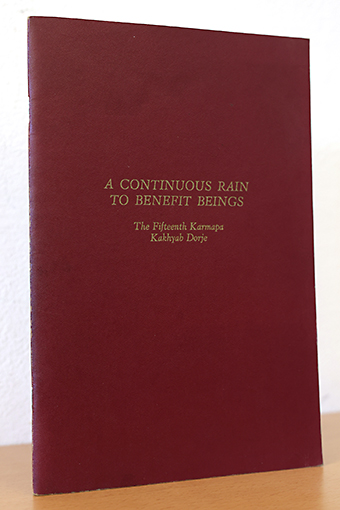 A CONTINUOUS RAIN
TO BENEFIT BEINGS
The Fifteenth Karmapa
Kakhyab Dorje